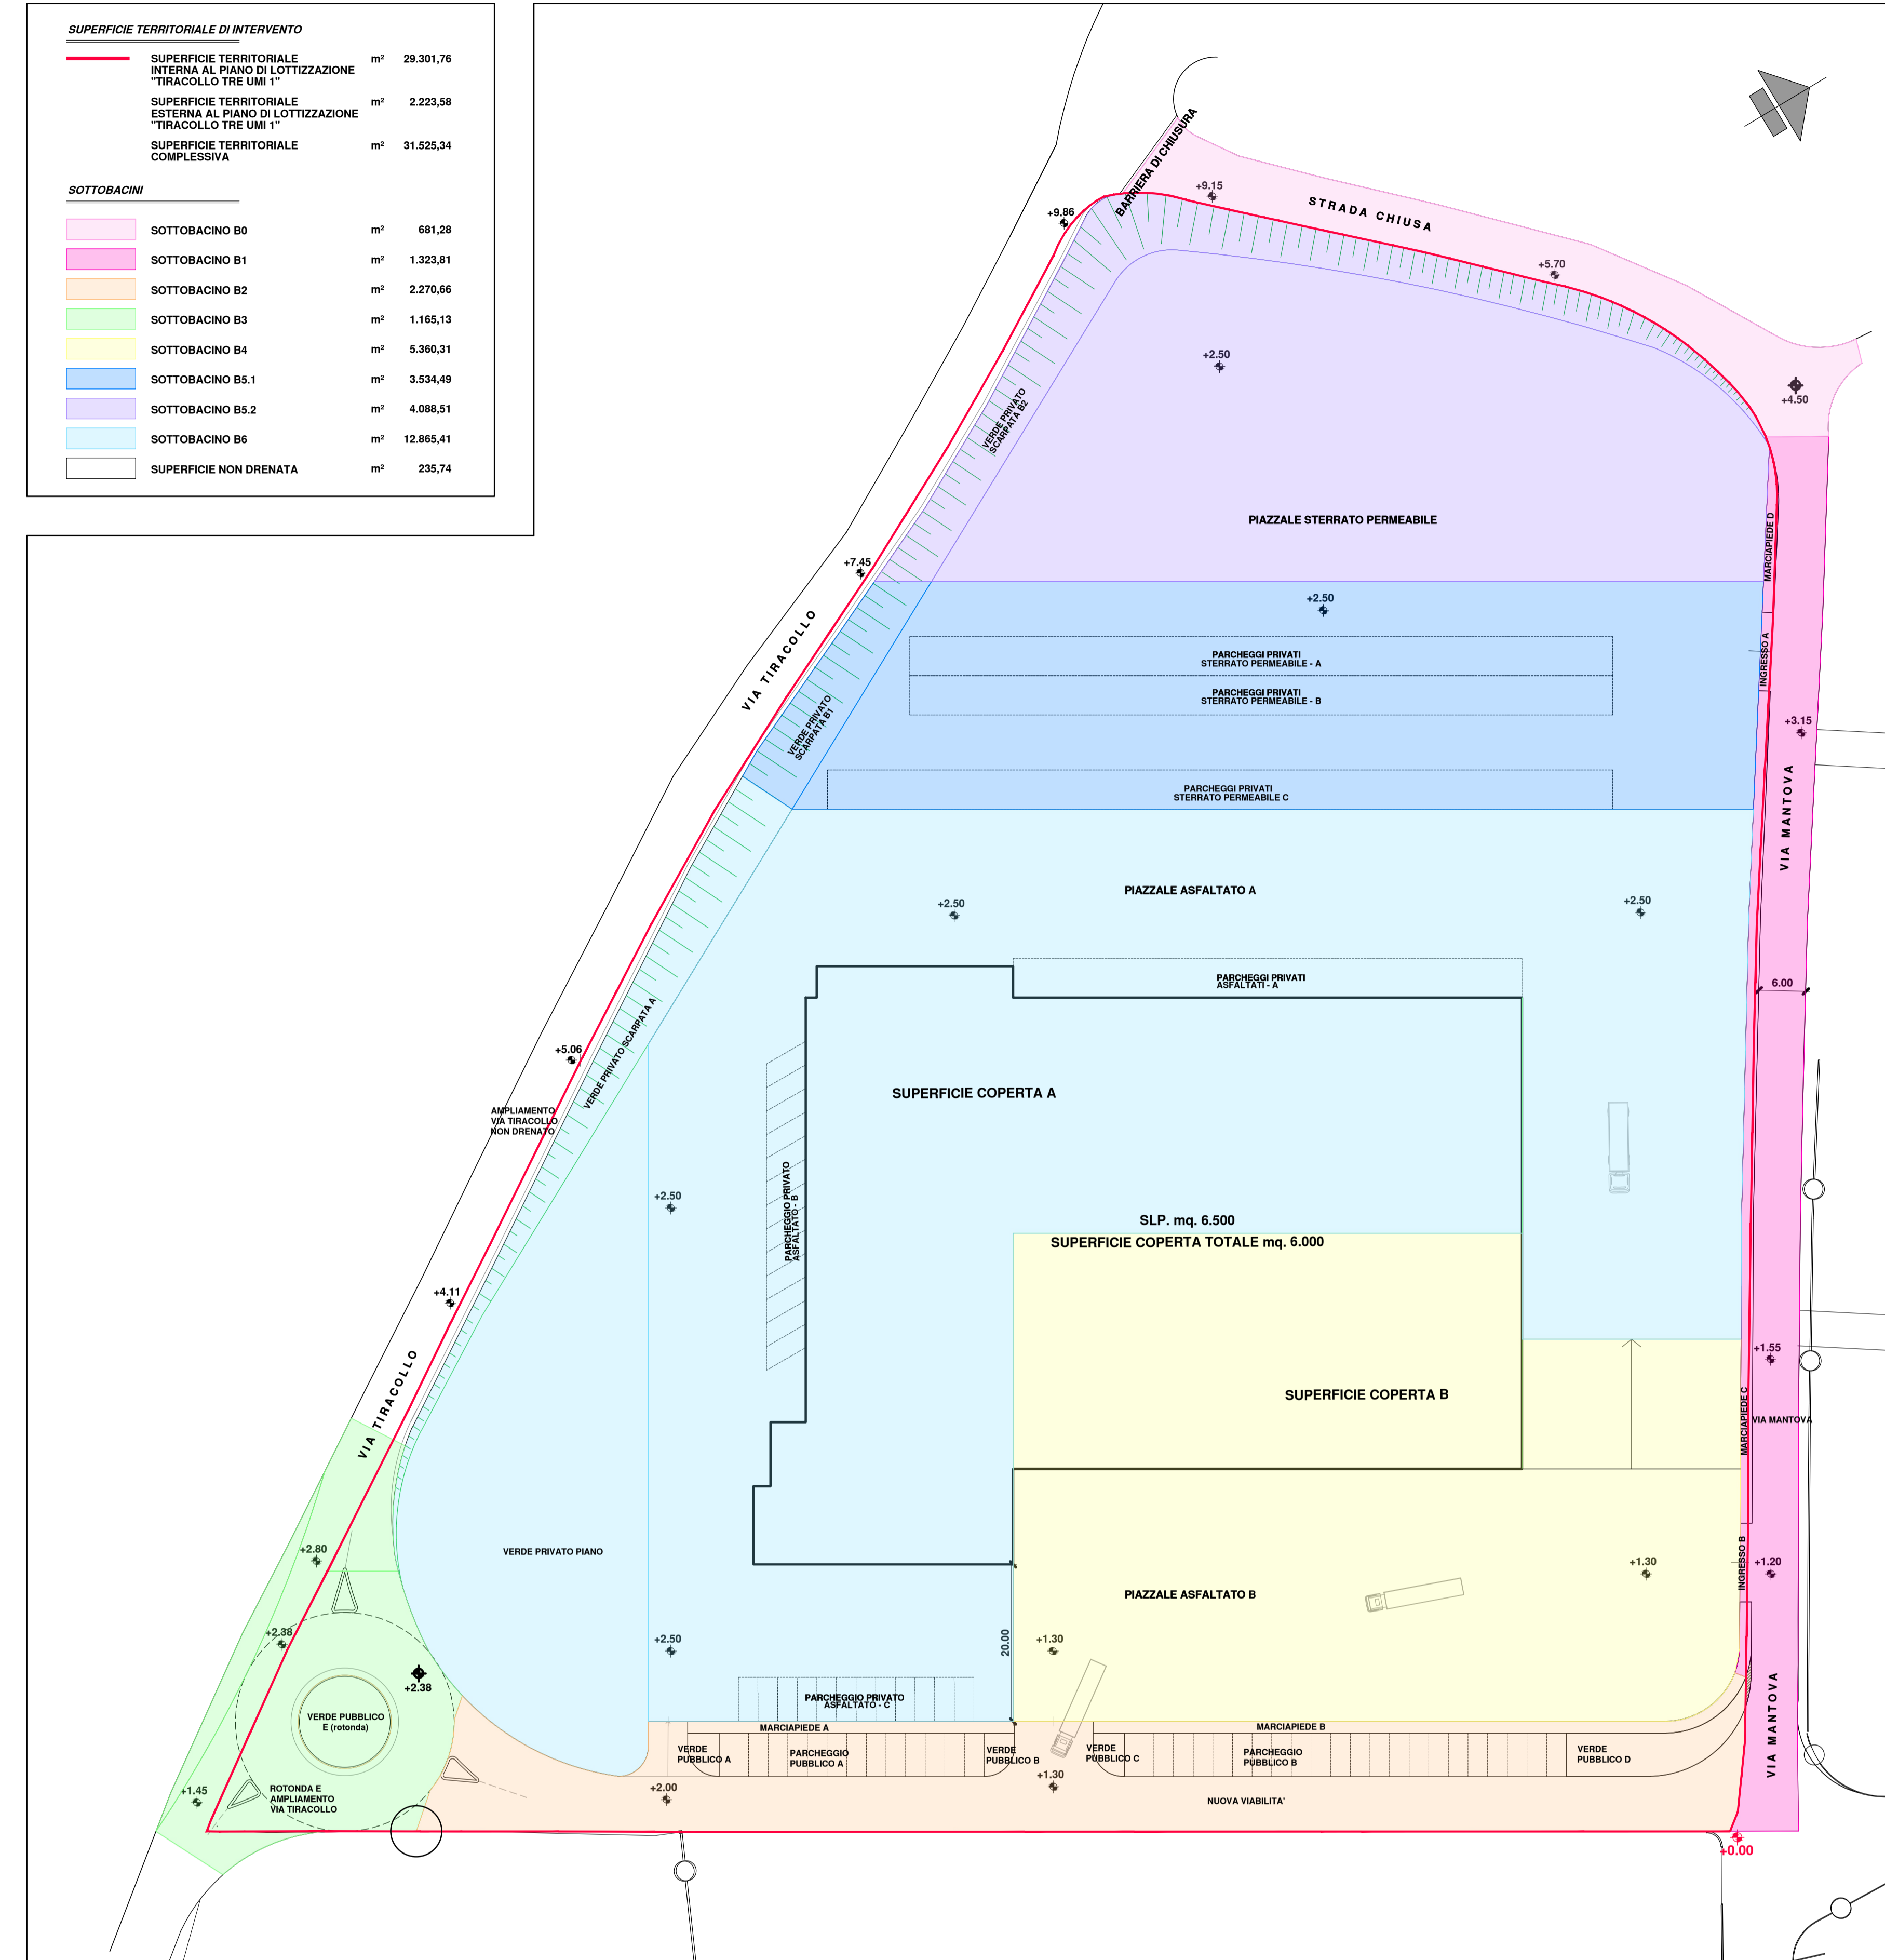 SUPERFICIE TERRITORIALE DI INTERVENTO
SUPERFICIE TERRITORIALE m² 29.301,76
INTERNA AL PIANO DI LOTTIZZAZIONE
"TIRACOLLO TRE UMI 1"
SUPERFICIE TERRITORIALE m² 2.223,58
ESTERNA AL PIANO DI LOTTIZZAZIONE
"TIRACOLLO TRE UMI 1"
SUPERFICIE TERRITORIALE m² 31.525,34
COMPLESSIVA
SOTTOBACINI
SOTTOBACINO B0 m² 681,28
SOTTOBACINO B1 m² 1.323,81
SOTTOBACINO B2 m² 2.270,66
SOTTOBACINO B3 m² 1.165,13
SOTTOBACINO B4 m² 5.360,31
SOTTOBACINO B5.1 m² 3.534,49
SOTTOBACINO B5.2 m² 4.088,51
SOTTOBACINO B6 m² 12.865,41
SUPERFICIE NON DRENATA m² 235,74
BARRIERA DI CHIUSURA
+9.15
STRADA CHIUSA
+9.86
+5.70
+2.50
+4.50
VERDE PRIVATO
SCARPATA B2
PIAZZALE STERRATO PERMEABILE
MARCIAPIEDE D
+7.45
+2.50
VIA TIRACOLLO
PARCHEGGI PRIVATI
STERRATO PERMEABILE - A
INGRESSO A
PARCHEGGI PRIVATI
STERRATO PERMEABILE - B
VERDE PRIVATO
SCARPATA B1
+3.15
PARCHEGGI PRIVATI
STERRATO PERMEABILE C
VIA MANTOVA
PIAZZALE ASFALTATO A
+2.50
+2.50
PARCHEGGI PRIVATI
ASFALTATI - A
6.00
VERDE PRIVATO SCARPATA A
+5.06
SUPERFICIE COPERTA A
AMPLIAMENTO
VIA TIRACOLLO
NON DRENATO
PARCHEGGIO PRIVATO
ASFALTATO - B
+2.50
SLP. mq. 6.500
SUPERFICIE COPERTA TOTALE mq. 6.000
+4.11
+1.55
VIA TIRACOLLO
SUPERFICIE COPERTA B
MARCIAPIEDE C
VIA MANTOVA
+2.80
VERDE PRIVATO PIANO
INGRESSO B
+1.30
+1.20
PIAZZALE ASFALTATO B
+2.38
+2.50
20.00
+1.30
+2.38
PARCHEGGIO PRIVATO
ASFALTATO - C
VERDE PUBBLICO
E (rotonda)
MARCIAPIEDE A
MARCIAPIEDE B
VERDE
PUBBLICO A
PARCHEGGIO
PUBBLICO A
VERDE
PUBBLICO B
VERDE
PUBBLICO C
PARCHEGGIO
PUBBLICO B
VERDE
PUBBLICO D
VIA MANTOVA
+1.45
ROTONDA E
AMPLIAMENTO
VIA TIRACOLLO
+2.00
+1.30
NUOVA VIABILITA'
+0.00